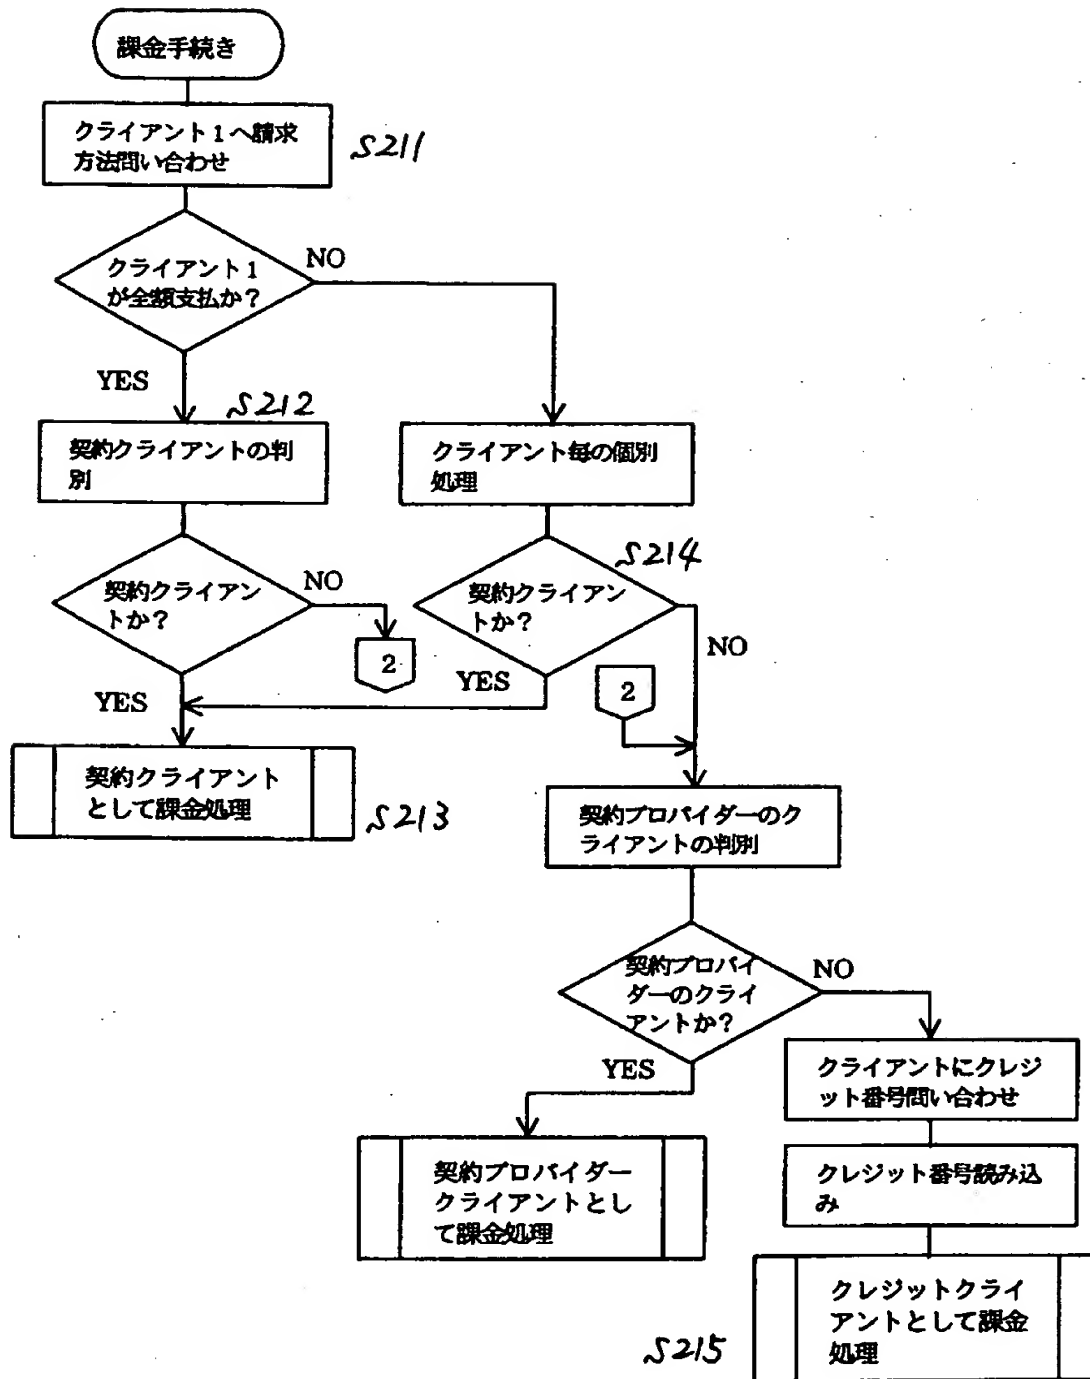 課金手続き
クライアント1へ請求
方法問い合わせ
S211
クライアント1
が全額支払か？
NO
YES
S212
契約クライアントの判
別
クライアント毎の個別
処理
契約クライアン
トか？
NO
2
S214
契約クライアン
トか？
NO
YES
YES
2
契約クライアント
として課金処理
S213
契約プロバイダーのク
ライアントの判別
契約プロバイ
ダーのクライ
アントか？
NO
YES
クライアントにクレジ
ット番号問い合わせ
契約プロバイダー
クライアントとし
て課金処理
クレジット番号読み込
み
クレジットクライ
アントとして課金
処理
S215